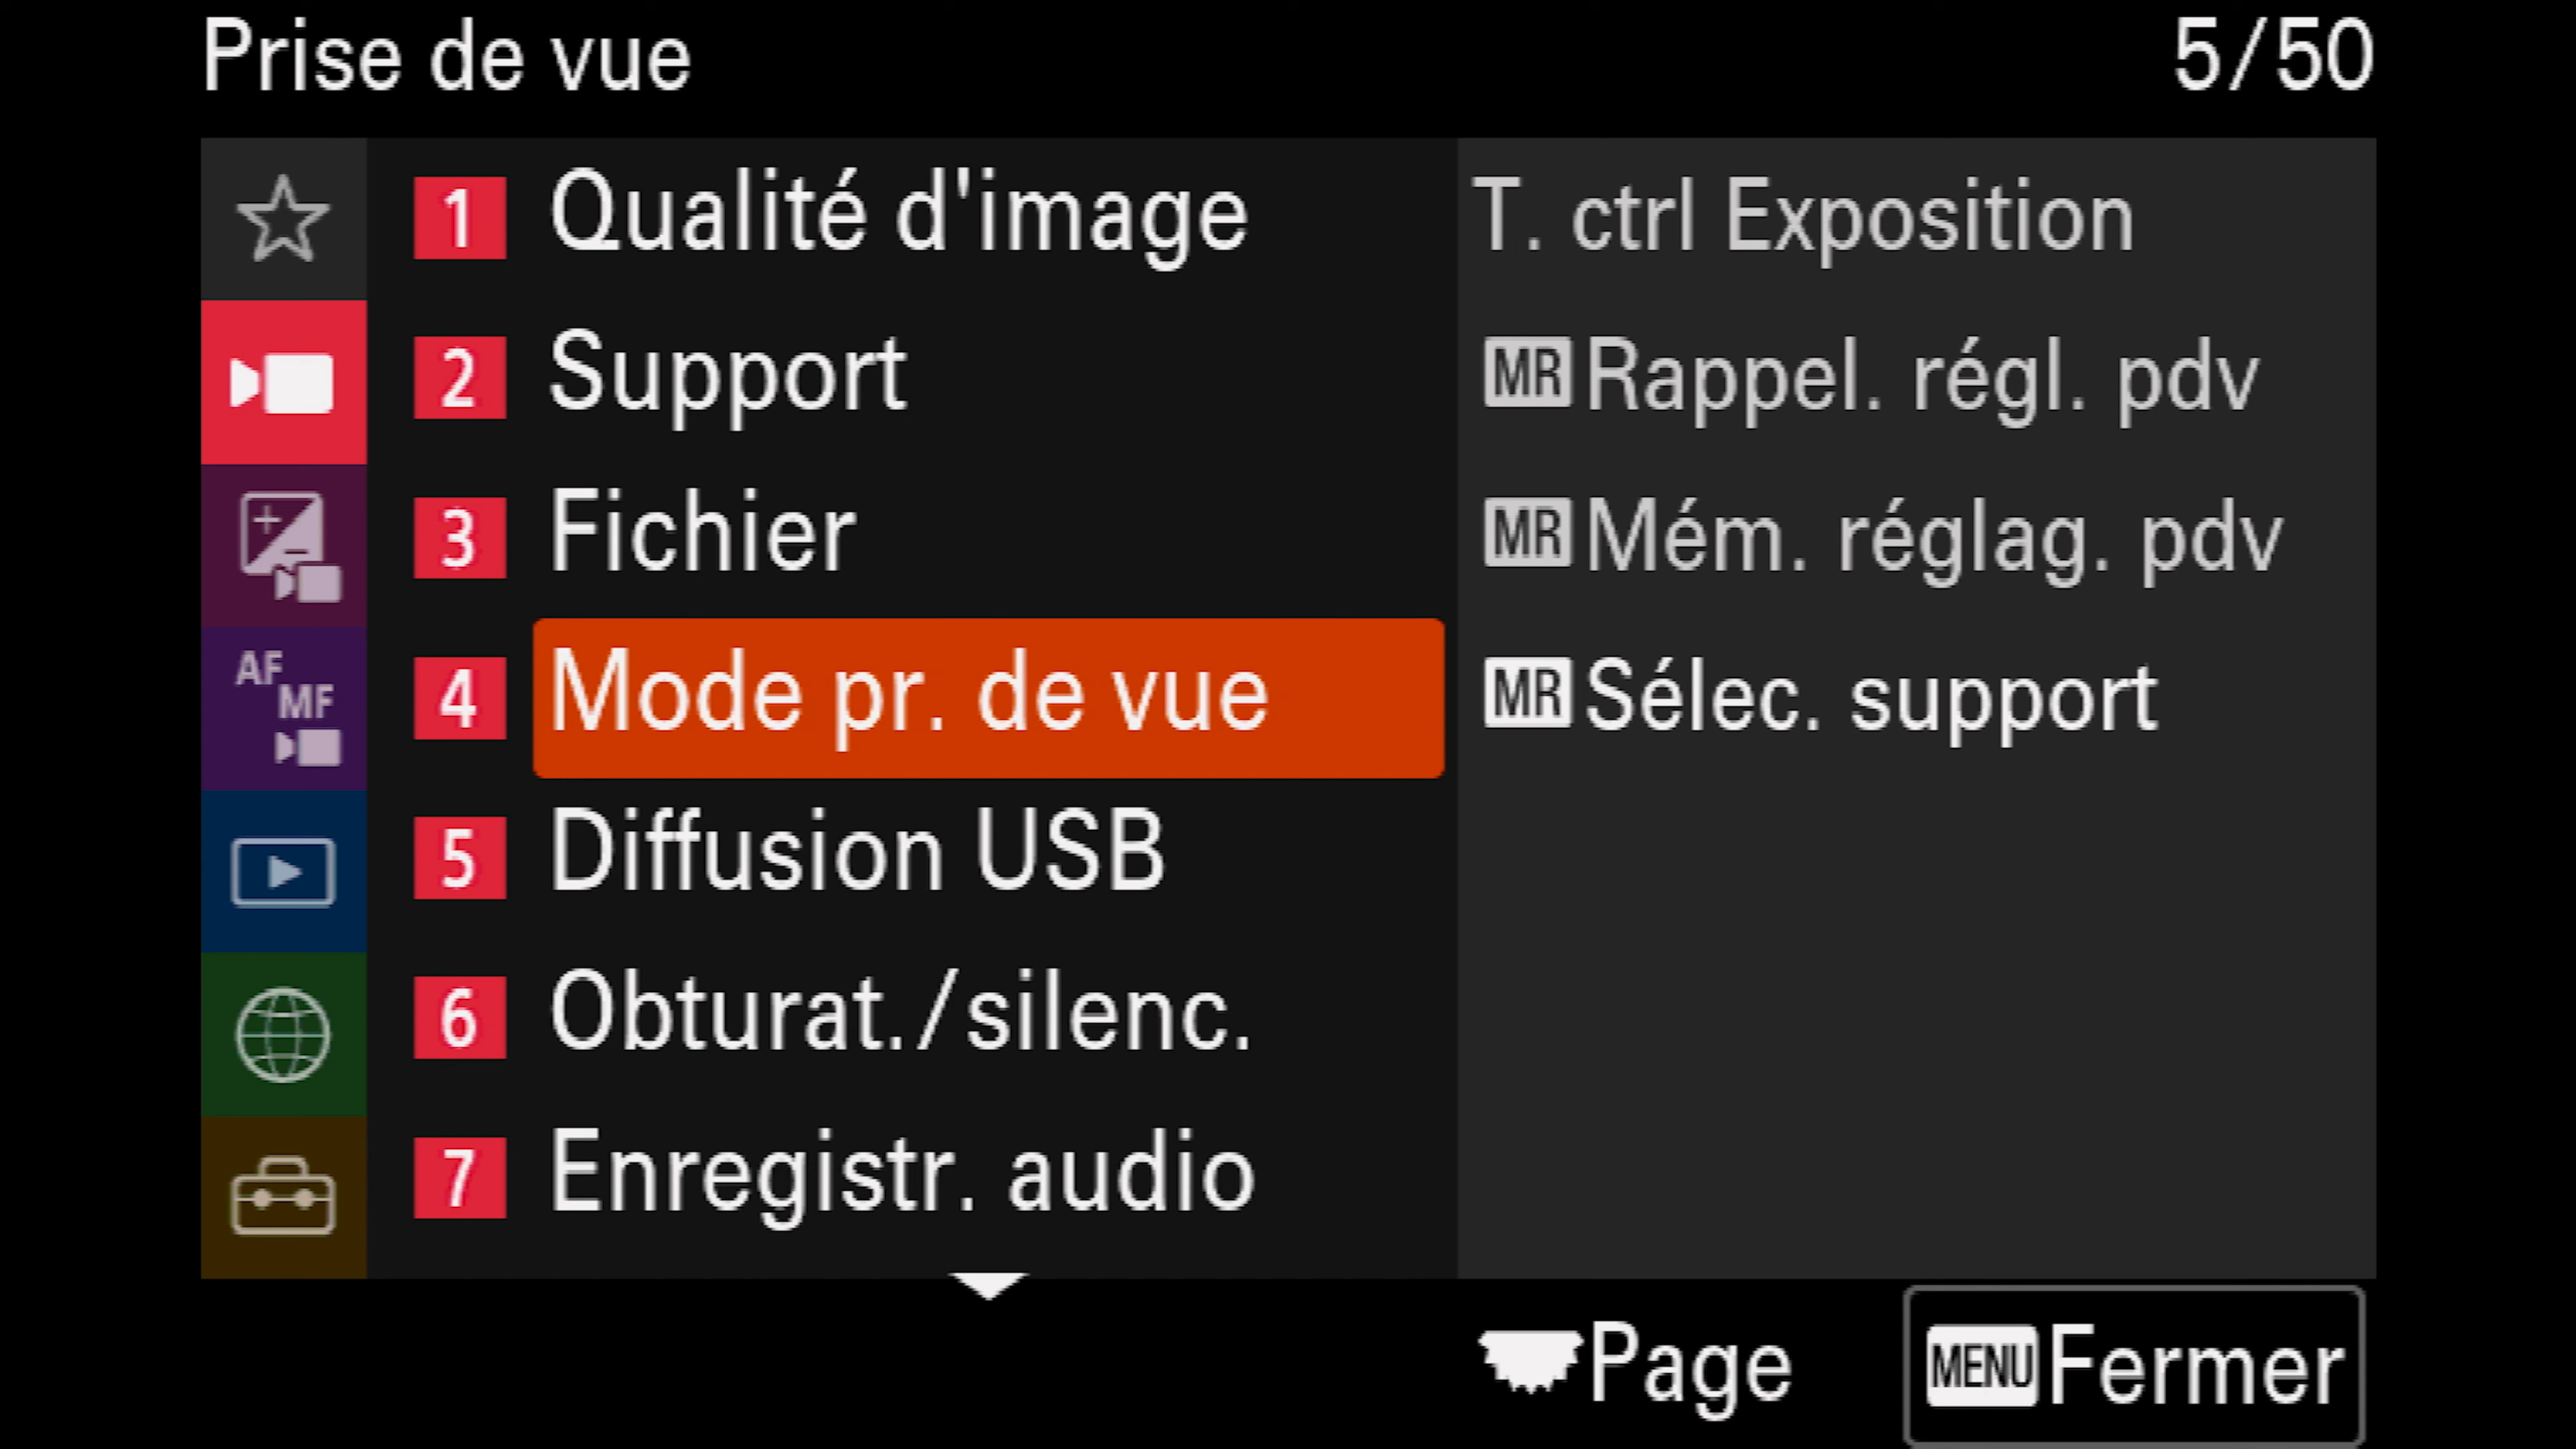 Prise de vue 5/50
1 Qualité d'image
2 Support
3 Fichier
4 Mode pr. de vue
5 Diffusion USB
6 Obturat./silenc.
7 Enregistr. audio
T. ctrl Exposition
MR Rappel. régl. pdv
MR Mém. réglag. pdv
MR Sélec. support
AF MF
Page
MENU Fermer